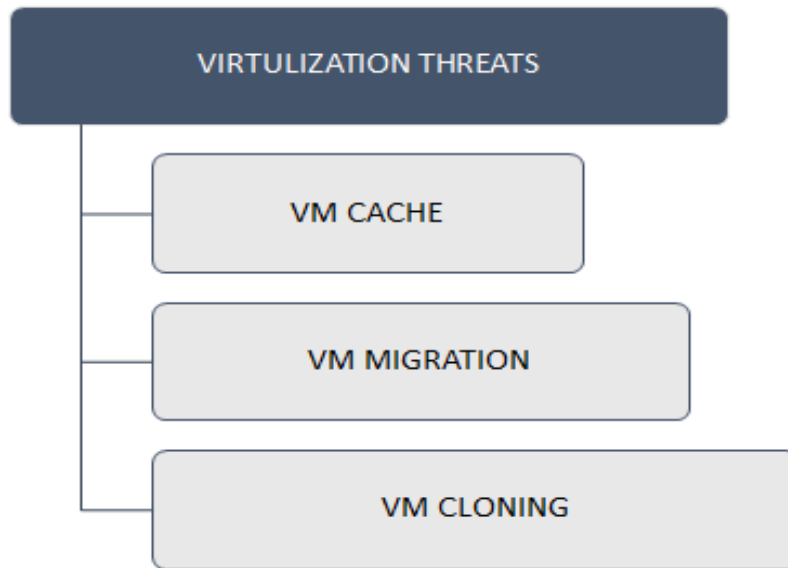 VIRTULIZATION THREATS
VM CACHE
VM MIGRATION
VM CLONING